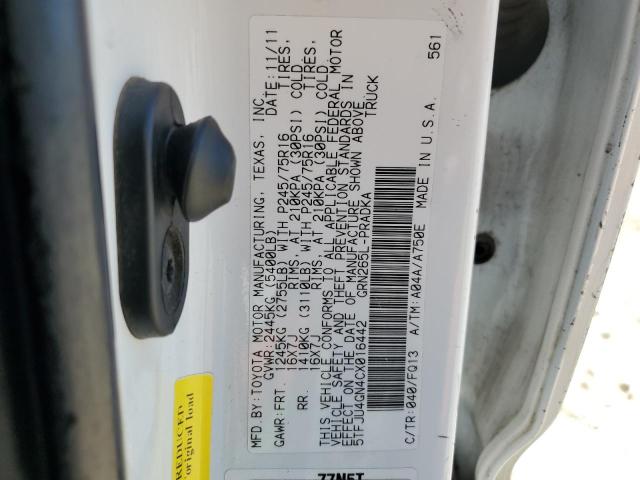 MFD.BY:TOYOTA MOTOR MANUFACTURING, TEXAS, INC.
GVWR:2445KG (5400LB) DATE:11/11
GAWR:FRT. 1245KG (2755LB) WITH P245/75R16 TIRES,
16X7J RIMS, AT 210KPA (30PSI) COLD
RR. 1410KG (3110LB) WITH P245/75R16 TIRES,
16X7J RIMS, AT 210KPA (30PSI) COLD
THIS VEHICLE CONFORMS TO ALL APPLICABLE FEDERAL MOTOR
VEHICLE SAFETY AND THEFT PREVENTION STANDARDS IN
EFFECT ON THE DATE OF MANUFACTURE SHOWN ABOVE.
5TFJU4GN4CX016442 TRUCK
GRN265L-PRADKA
C/TR:040/FQ13 A/TM:A04A/A750E MADE IN U.S.A. 561
REDUCED
original load
77N5T